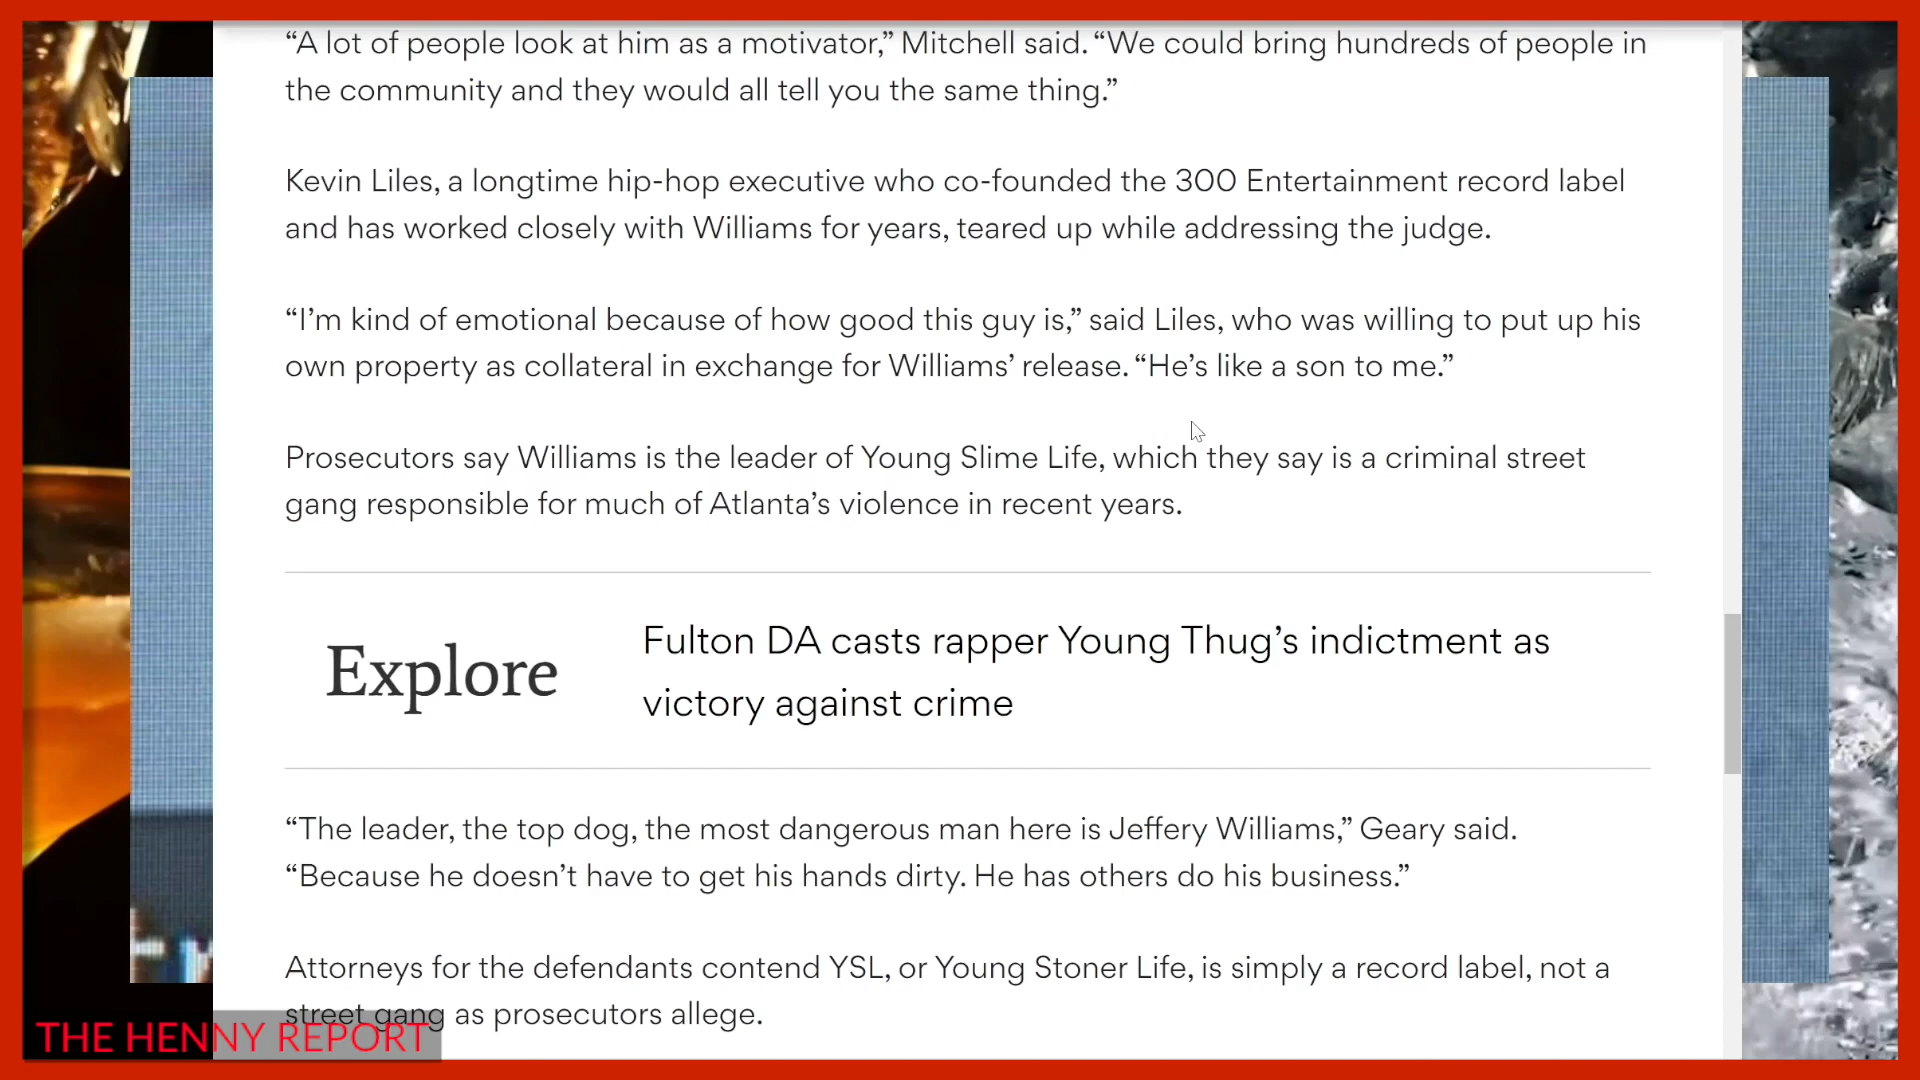 “A lot of people look at him as a motivator,” Mitchell said. “We could bring hundreds of people in
the community and they would all tell you the same thing.”
Kevin Liles, a longtime hip-hop executive who co-founded the 300 Entertainment record label
and has worked closely with Williams for years, teared up while addressing the judge.
“I’m kind of emotional because of how good this guy is,” said Liles, who was willing to put up his
own property as collateral in exchange for Williams’ release. “He’s like a son to me.”
Prosecutors say Williams is the leader of Young Slime Life, which they say is a criminal street
gang responsible for much of Atlanta’s violence in recent years.
Explore
Fulton DA casts rapper Young Thug’s indictment as
victory against crime
“The leader, the top dog, the most dangerous man here is Jeffery Williams,” Geary said.
“Because he doesn’t have to get his hands dirty. He has others do his business.”
Attorneys for the defendants contend YSL, or Young Stoner Life, is simply a record label, not a
street gang as prosecutors allege.
THE HENNY REPORT